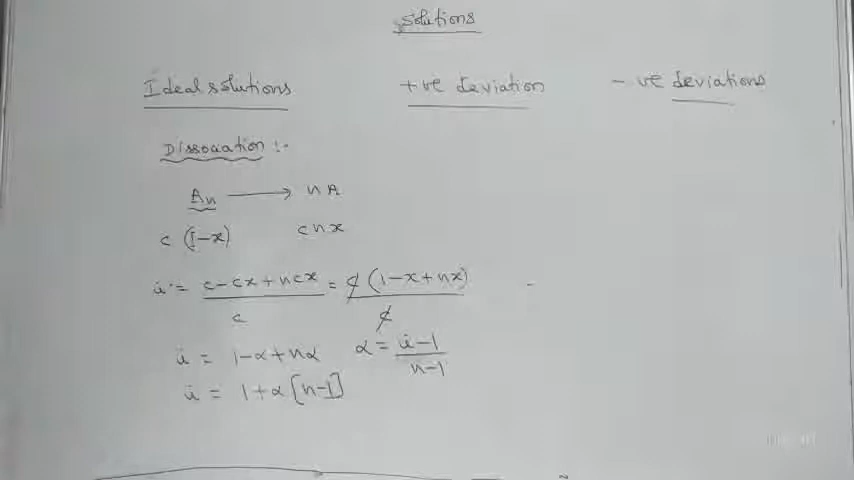 solutions
Ideal solutions +ve deviation -ve deviations
Dissociation :-
An ⟶ nA
c (1-x) cnx
i = c-cx+ncx / c = c(1-x+nx) / c
i = 1-α+nα α = i-1 / n-1
i = 1+α[n-1]